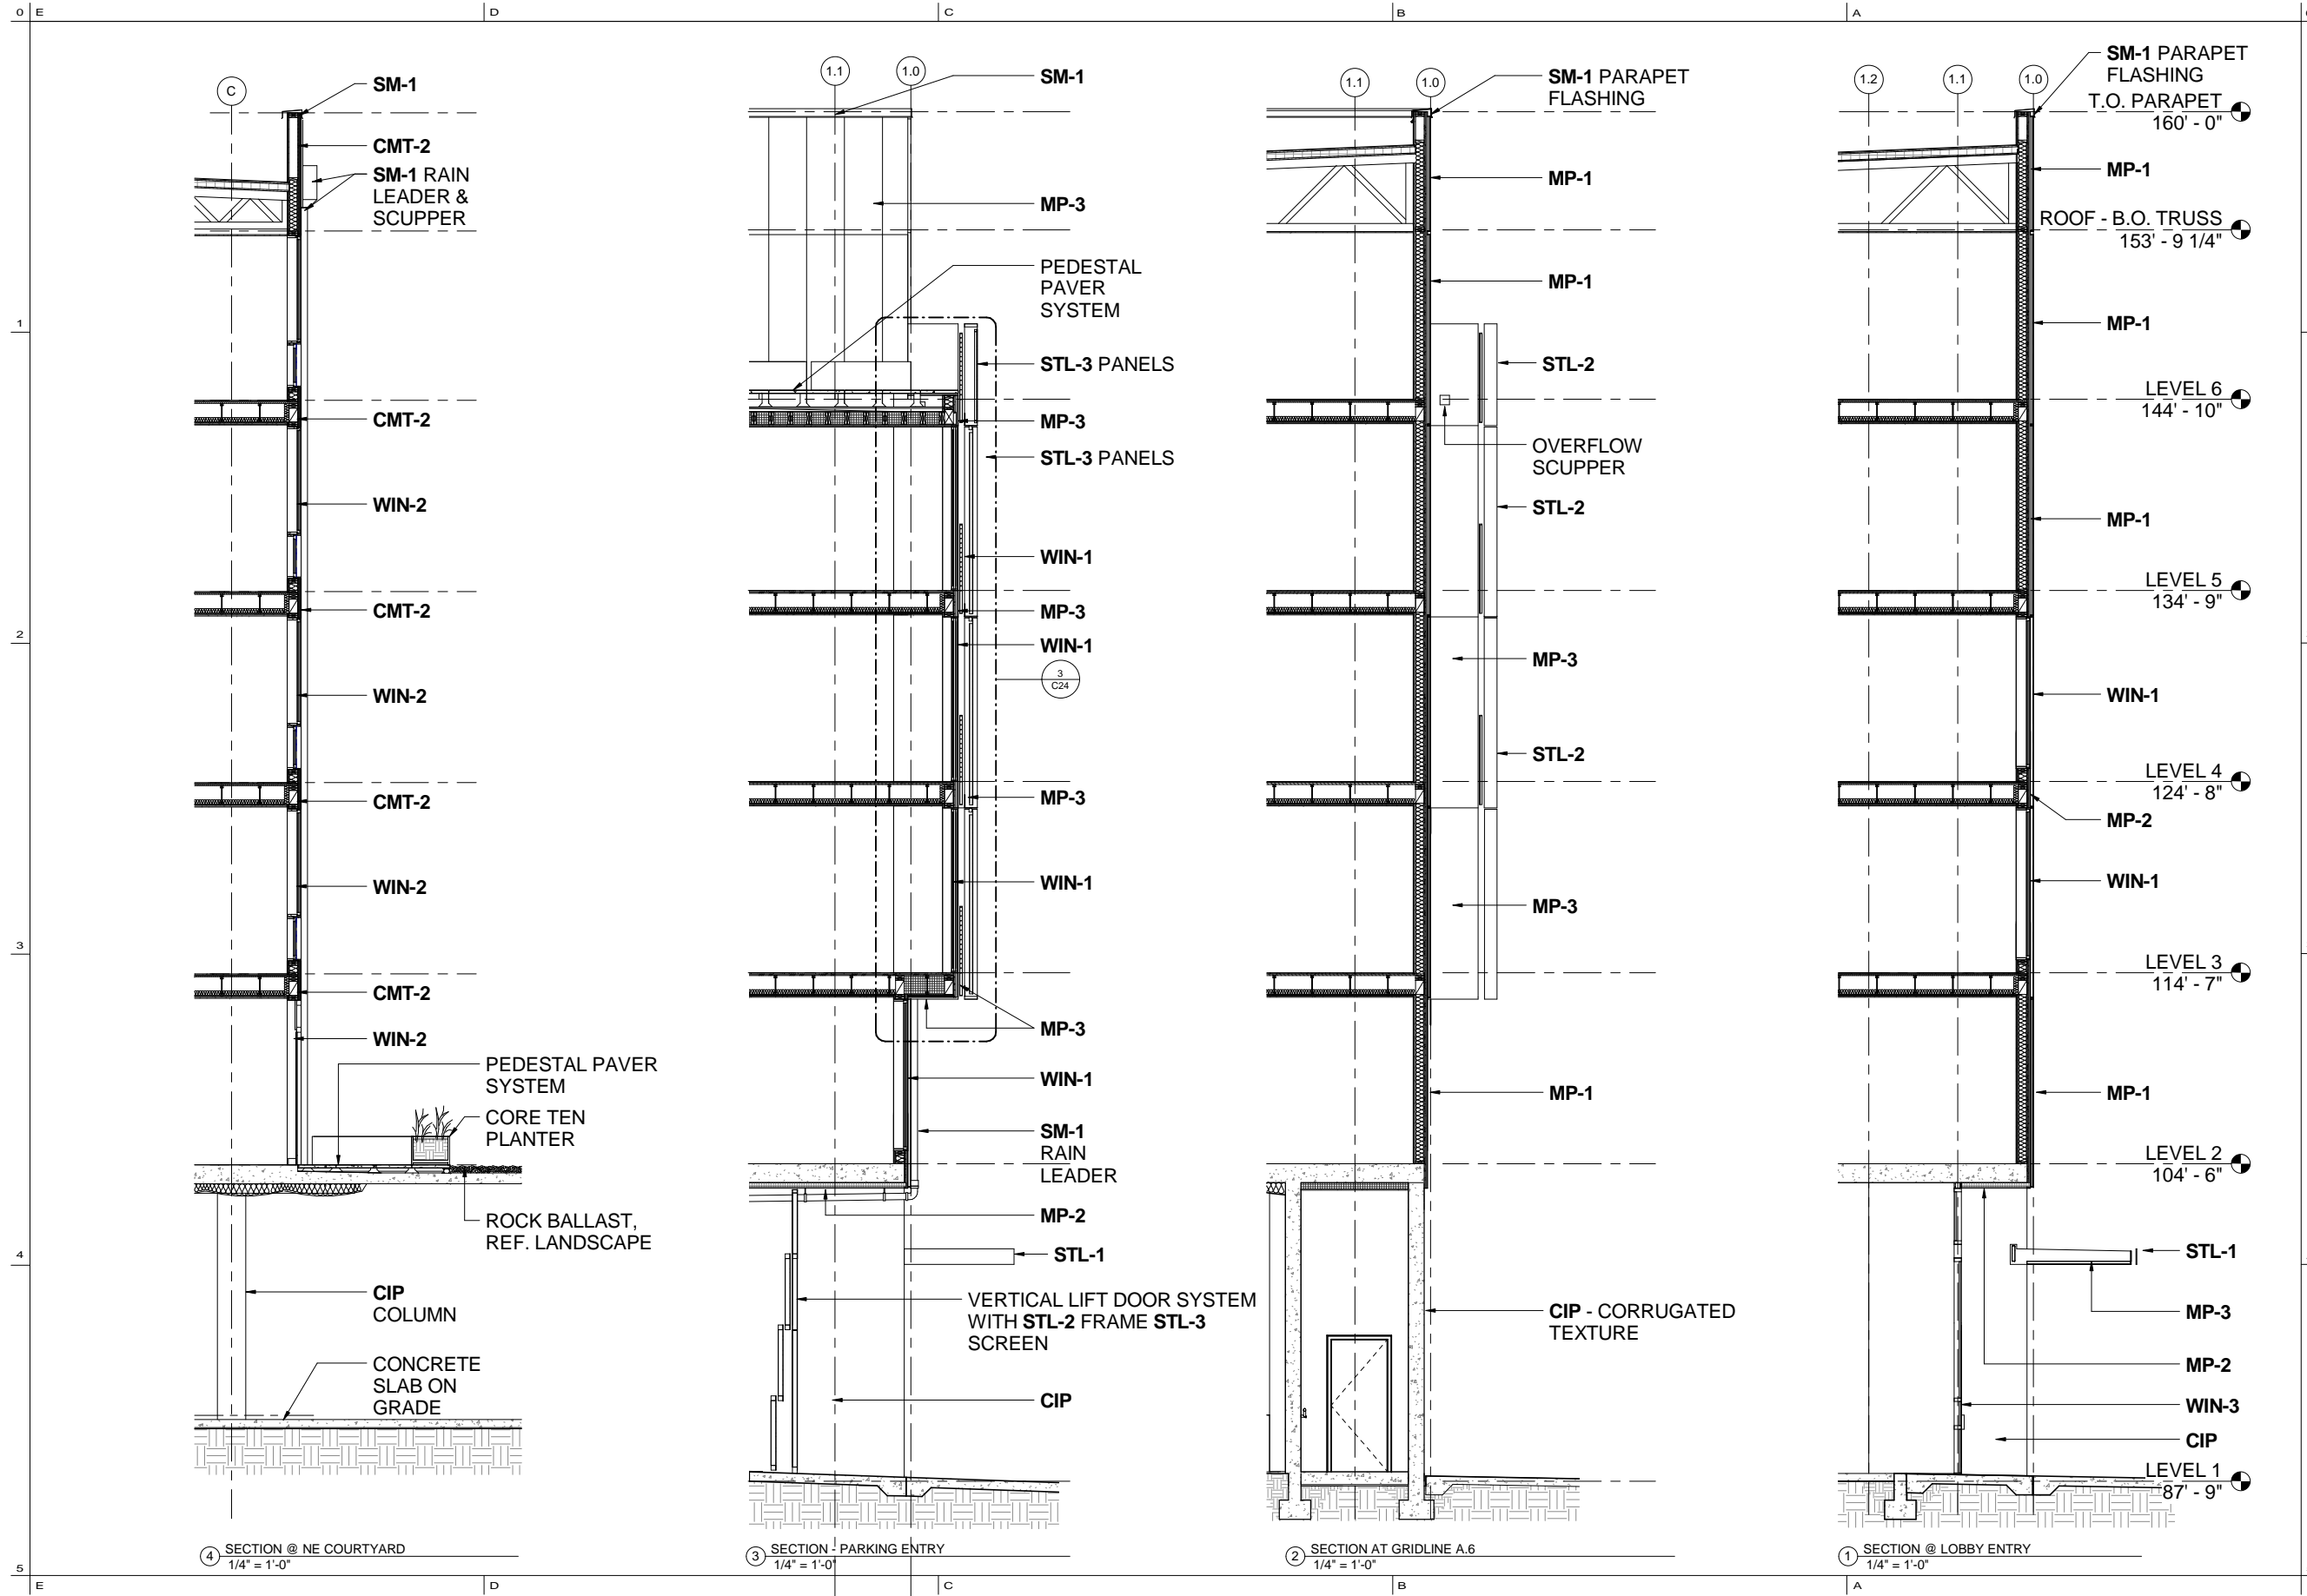 0 E
D
C
B
A
C
SM-1
CMT-2
SM-1 RAIN
LEADER &
SCUPPER
CMT-2
WIN-2
CMT-2
WIN-2
CMT-2
WIN-2
CMT-2
WIN-2
PEDESTAL PAVER
SYSTEM
CORE TEN
PLANTER
ROCK BALLAST,
REF. LANDSCAPE
CIP
COLUMN
CONCRETE
SLAB ON
GRADE
4 SECTION @ NE COURTYARD
1/4" = 1'-0"
1.1
1.0
SM-1
MP-3
PEDESTAL
PAVER
SYSTEM
STL-3 PANELS
MP-3
STL-3 PANELS
WIN-1
MP-3
WIN-1
3
C24
MP-3
WIN-1
MP-3
WIN-1
SM-1
RAIN
LEADER
MP-2
STL-1
VERTICAL LIFT DOOR SYSTEM
WITH STL-2 FRAME STL-3
SCREEN
CIP
3 SECTION - PARKING ENTRY
1/4" = 1'-0"
1.1
1.0
SM-1 PARAPET
FLASHING
MP-1
MP-1
STL-2
OVERFLOW
SCUPPER
STL-2
MP-3
STL-2
MP-3
MP-1
CIP - CORRUGATED
TEXTURE
2 SECTION AT GRIDLINE A.6
1/4" = 1'-0"
1.2
1.1
1.0
SM-1 PARAPET
FLASHING
T.O. PARAPET
160' - 0"
MP-1
ROOF - B.O. TRUSS
153' - 9 1/4"
MP-1
LEVEL 6
144' - 10"
MP-1
LEVEL 5
134' - 9"
WIN-1
LEVEL 4
124' - 8"
MP-2
WIN-1
LEVEL 3
114' - 7"
MP-1
LEVEL 2
104' - 6"
STL-1
MP-3
MP-2
WIN-3
CIP
LEVEL 1
87' - 9"
1 SECTION @ LOBBY ENTRY
1/4" = 1'-0"
1
2
3
4
5
E
D
C
B
A